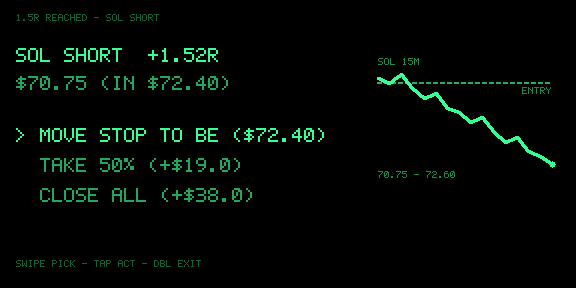 1.5R REACHED - SOL SHORT
SOL SHORT +1.52R
$70.75 (IN $72.40)
> MOVE STOP TO BE ($72.40)
TAKE 50% (+$19.0)
CLOSE ALL (+$38.0)
SOL 15M
ENTRY
70.75 - 72.60
SWIPE PICK - TAP ACT - DBL EXIT